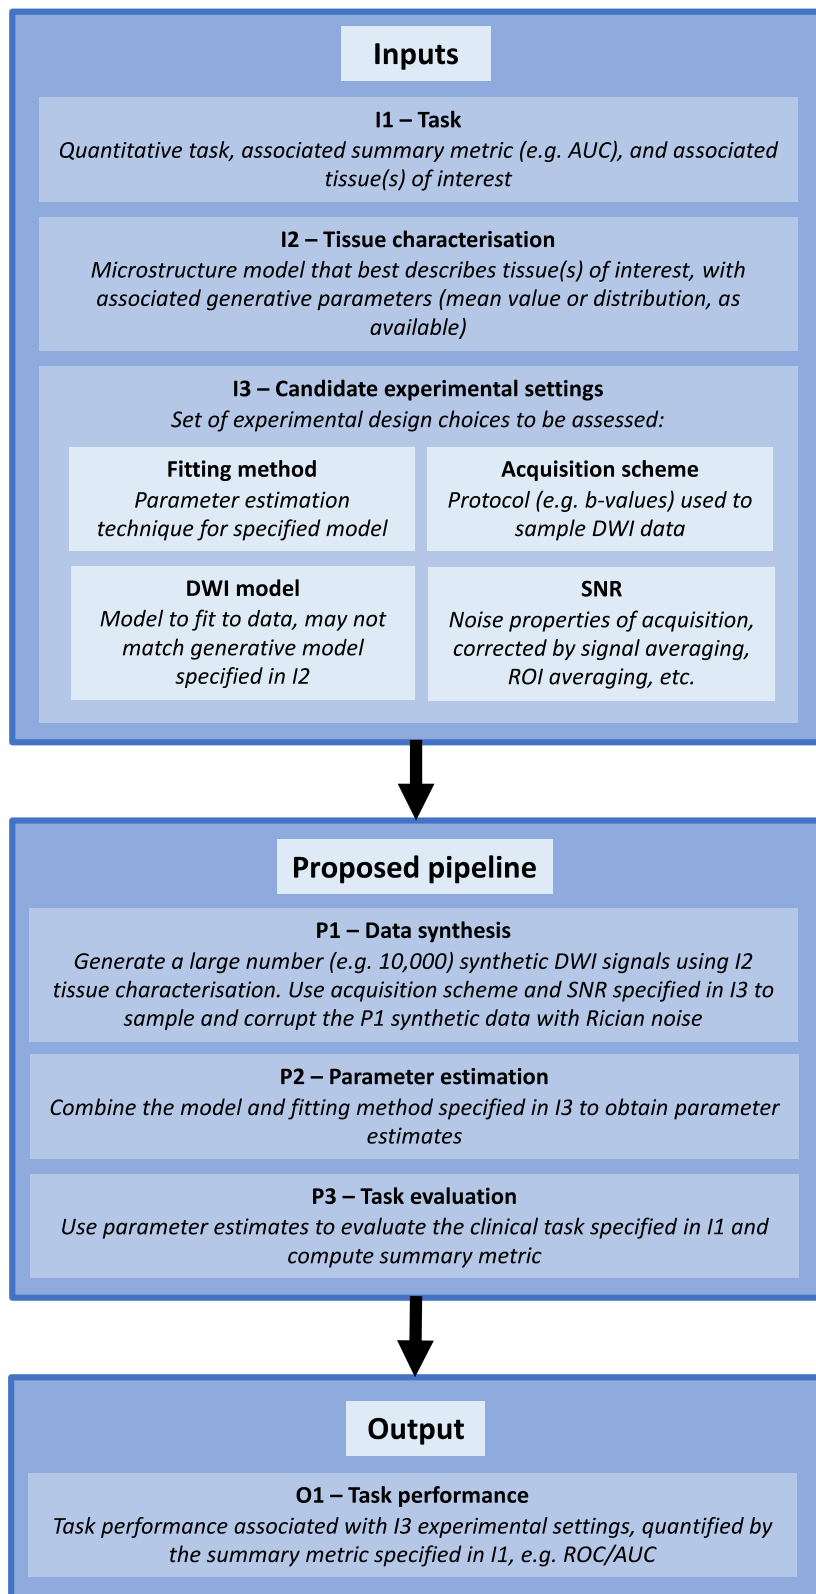 Inputs
I1 – Task
Quantitative task, associated summary metric (e.g. AUC), and associated
tissue(s) of interest
I2 – Tissue characterisation
Microstructure model that best describes tissue(s) of interest, with
associated generative parameters (mean value or distribution, as
available)
I3 – Candidate experimental settings
Set of experimental design choices to be assessed:
Fitting method
Parameter estimation
technique for specified model
Acquisition scheme
Protocol (e.g. b-values) used to
sample DWI data
DWI model
Model to fit to data, may not
match generative model
specified in I2
SNR
Noise properties of acquisition,
corrected by signal averaging,
ROI averaging, etc.
Proposed pipeline
P1 – Data synthesis
Generate a large number (e.g. 10,000) synthetic DWI signals using I2
tissue characterisation. Use acquisition scheme and SNR specified in I3 to
sample and corrupt the P1 synthetic data with Rician noise
P2 – Parameter estimation
Combine the model and fitting method specified in I3 to obtain parameter
estimates
P3 – Task evaluation
Use parameter estimates to evaluate the clinical task specified in I1 and
compute summary metric
Output
O1 – Task performance
Task performance associated with I3 experimental settings, quantified by
the summary metric specified in I1, e.g. ROC/AUC